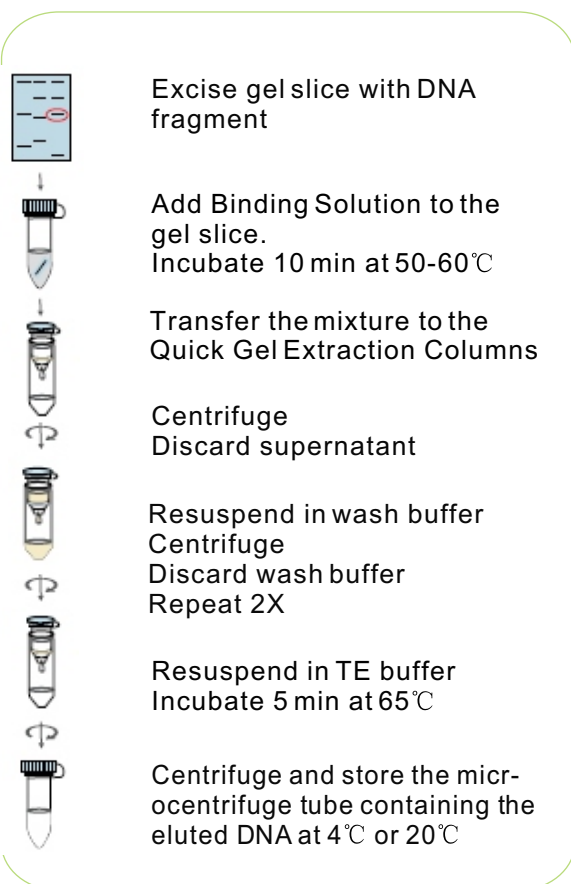 Excise gel slice with DNA
fragment
Add Binding Solution to the
gel slice.
Incubate 10 min at 50-60℃
Transfer the mixture to the
Quick Gel Extraction Columns
Centrifuge
Discard supernatant
Resuspend in wash buffer
Centrifuge
Discard wash buffer
Repeat 2X
Resuspend in TE buffer
Incubate 5 min at 65℃
Centrifuge and store the micr-
ocentrifuge tube containing the
eluted DNA at 4℃ or 20℃